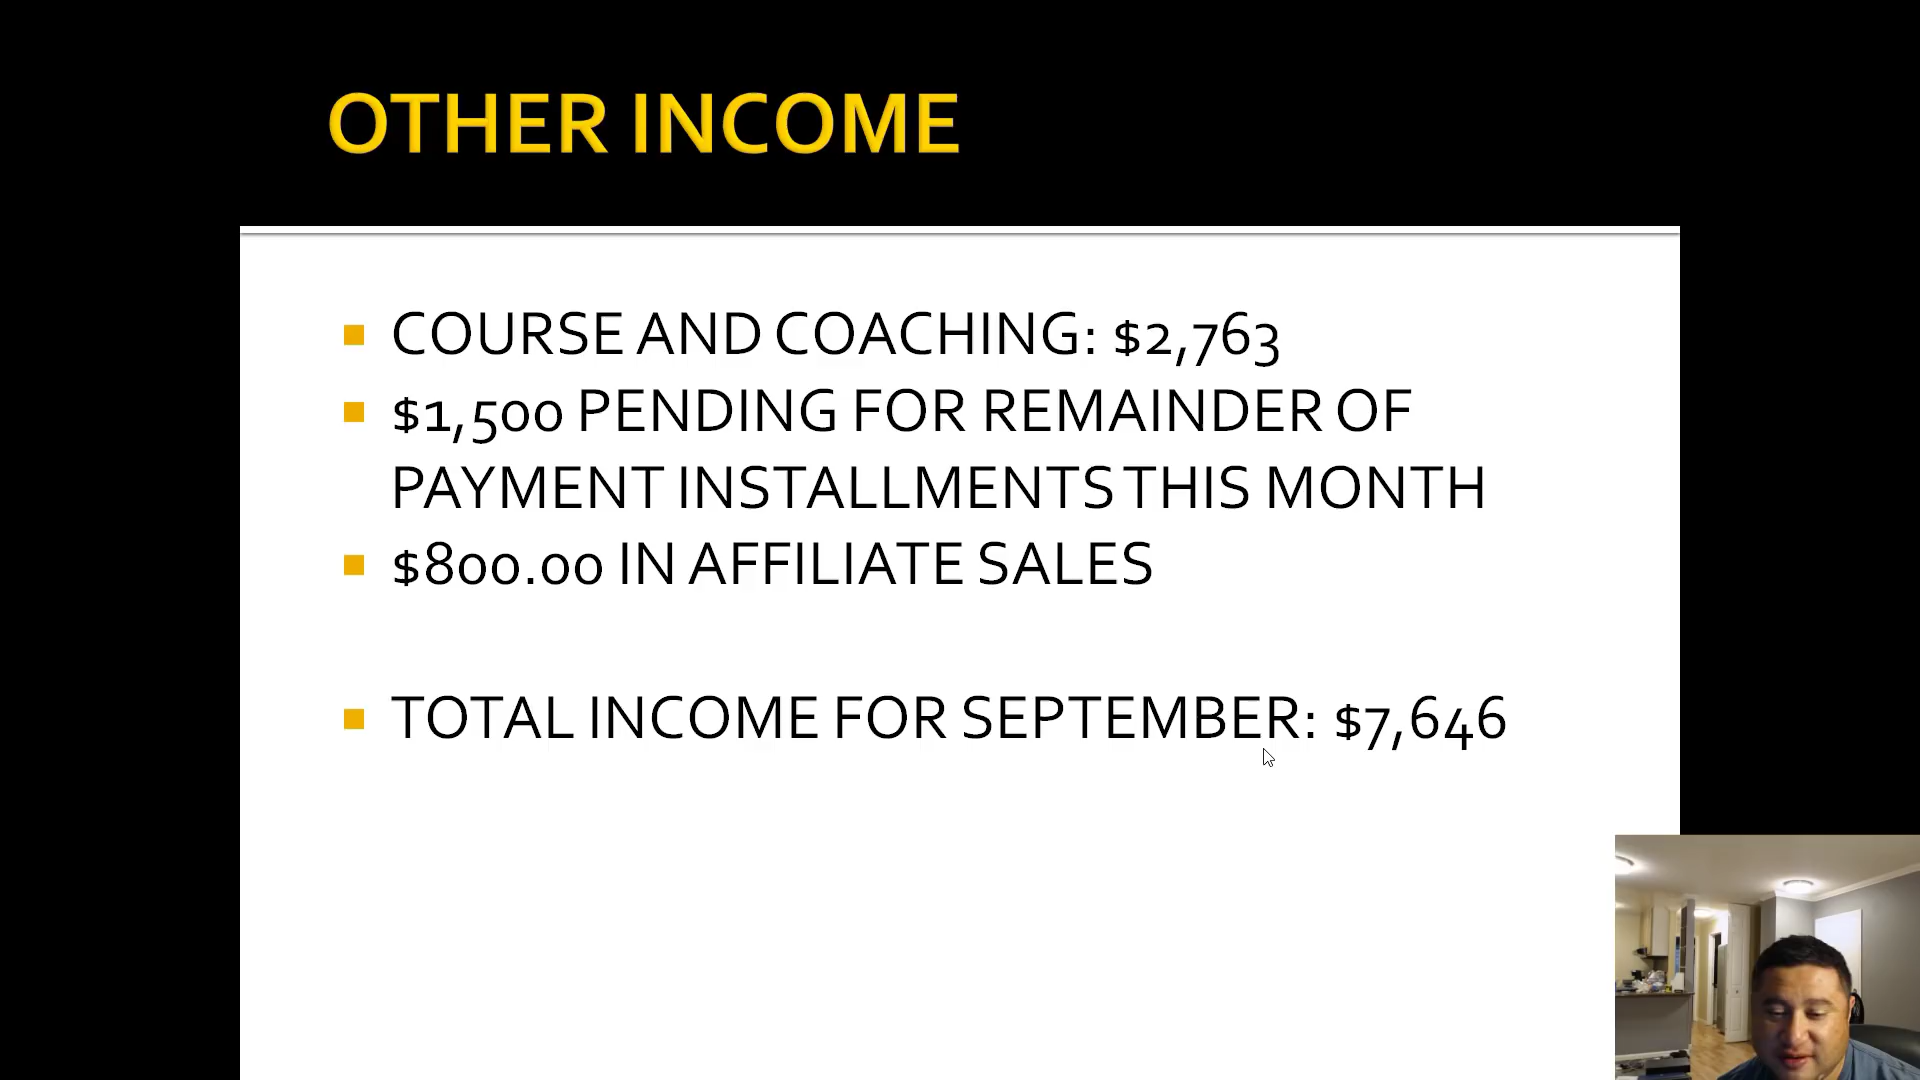 OTHER INCOME
COURSE AND COACHING: $2,763
$1,500 PENDING FOR REMAINDER OF
PAYMENT INSTALLMENTS THIS MONTH
$800.00 IN AFFILIATE SALES
TOTAL INCOME FOR SEPTEMBER: $7,646